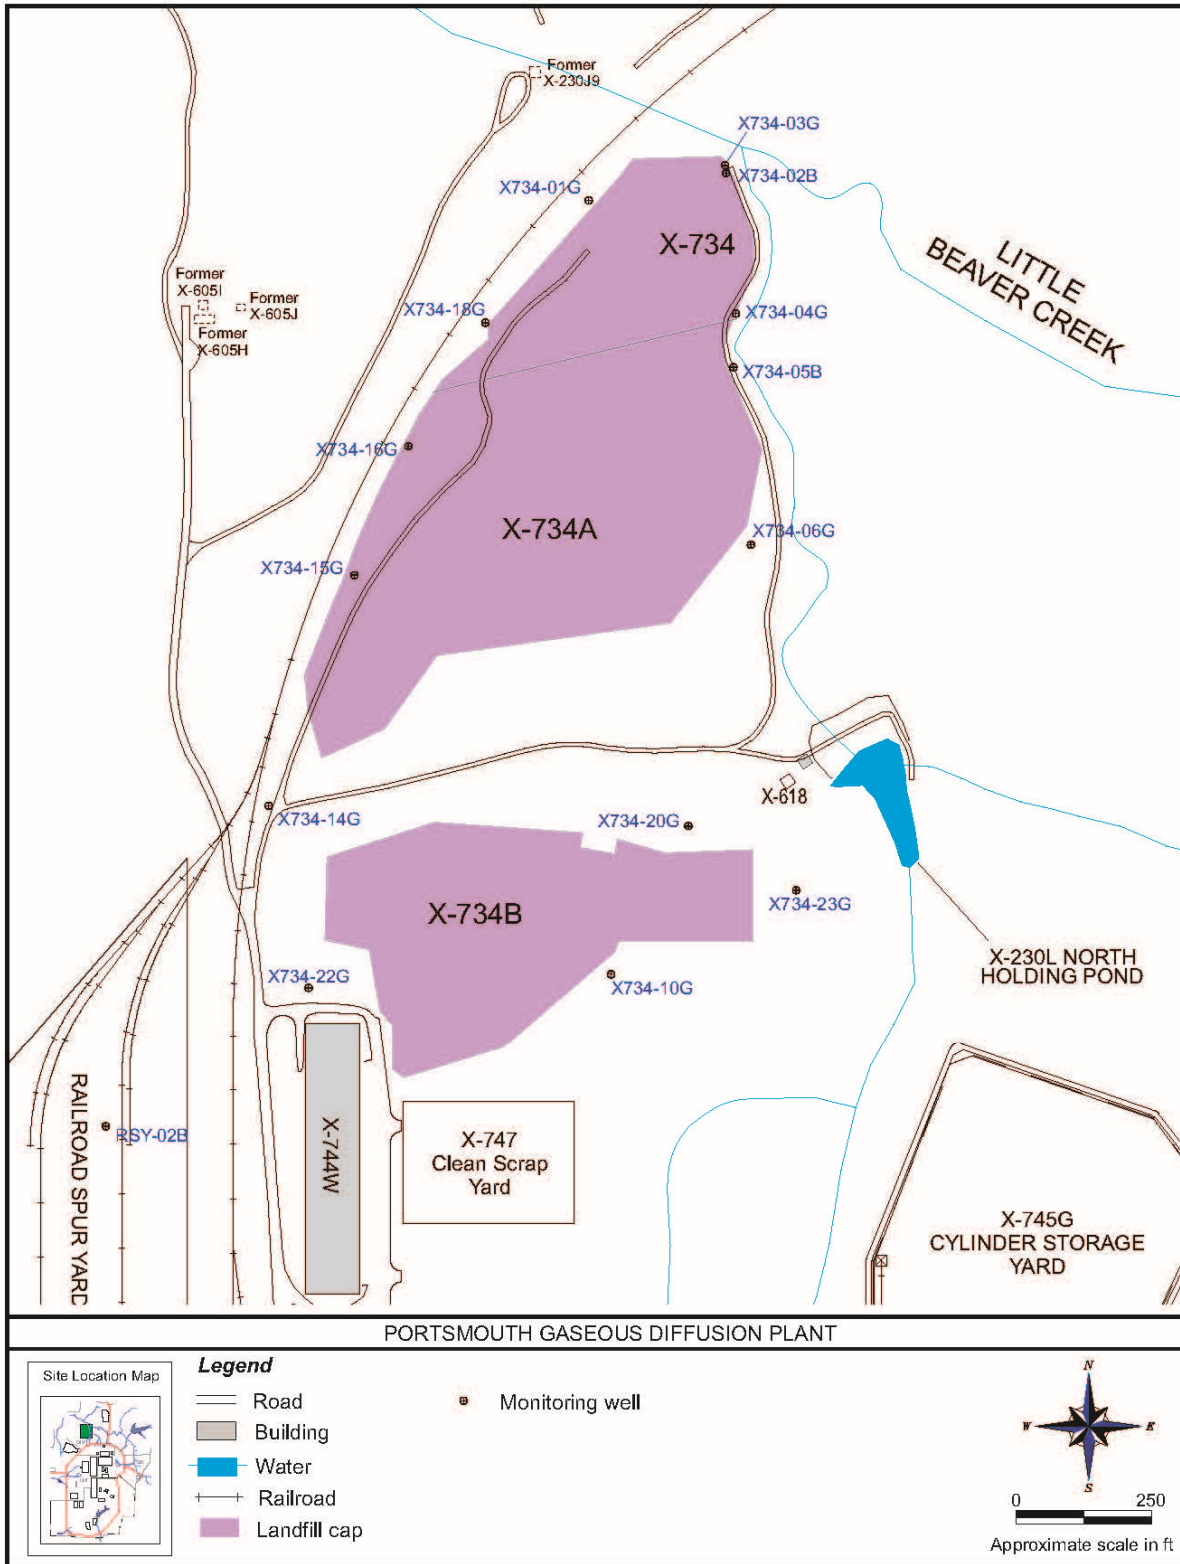 Former
X-230J9
X734-03G
X734-02B
X734-01G
X-734
LITTLE
BEAVER CREEK
Former
X-605I
Former
X-605J
Former
X-605H
X734-18G
X734-04G
X734-05B
X734-16G
X-734A
X734-06G
X734-15G
X-618
X734-14G
X734-20G
X734-23G
X-734B
X-230L NORTH
HOLDING POND
X734-22G
X734-10G
RAILROAD SPUR YARD
RSY-02B
X-744W
X-747
Clean Scrap
Yard
X-745G
CYLINDER STORAGE
YARD
PORTSMOUTH GASEOUS DIFFUSION PLANT
Site Location Map
Legend
Road
Building
Water
Railroad
Landfill cap
Monitoring well
N
W
E
S
0
250
Approximate scale in ft